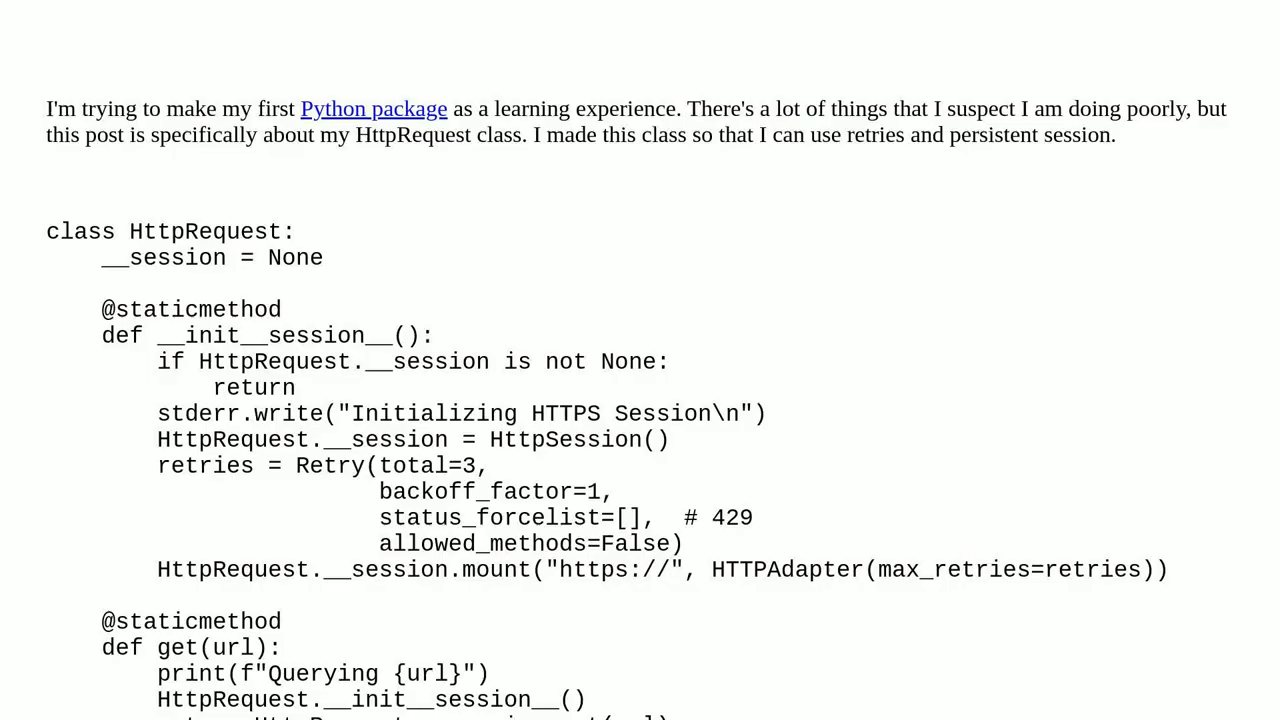 I'm trying to make my first Python package as a learning experience. There's a lot of things that I suspect I am doing poorly, but
this post is specifically about my HttpRequest class. I made this class so that I can use retries and persistent session.
class HttpRequest:
    __session = None
    @staticmethod
    def __init__session__():
        if HttpRequest.__session is not None:
            return
        stderr.write("Initializing HTTPS Session\n")
        HttpRequest.__session = HttpSession()
        retries = Retry(total=3,
                        backoff_factor=1,
                        status_forcelist=[],  # 429
                        allowed_methods=False)
        HttpRequest.__session.mount("https://", HTTPAdapter(max_retries=retries))
    @staticmethod
    def get(url):
        print(f"Querying {url}")
        HttpRequest.__init__session__()